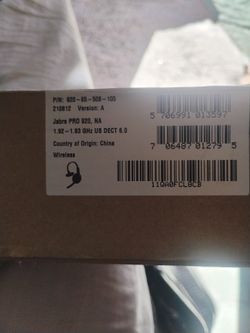 P/N: 920-65-508-105
210812 Version: A
Jabra PRO 920, NA
1.92-1.93 GHz US DECT 6.0
Country of Origin: China
Wireless
5 706991 013597
7 06487 01279 5
11QA0FCL8CB